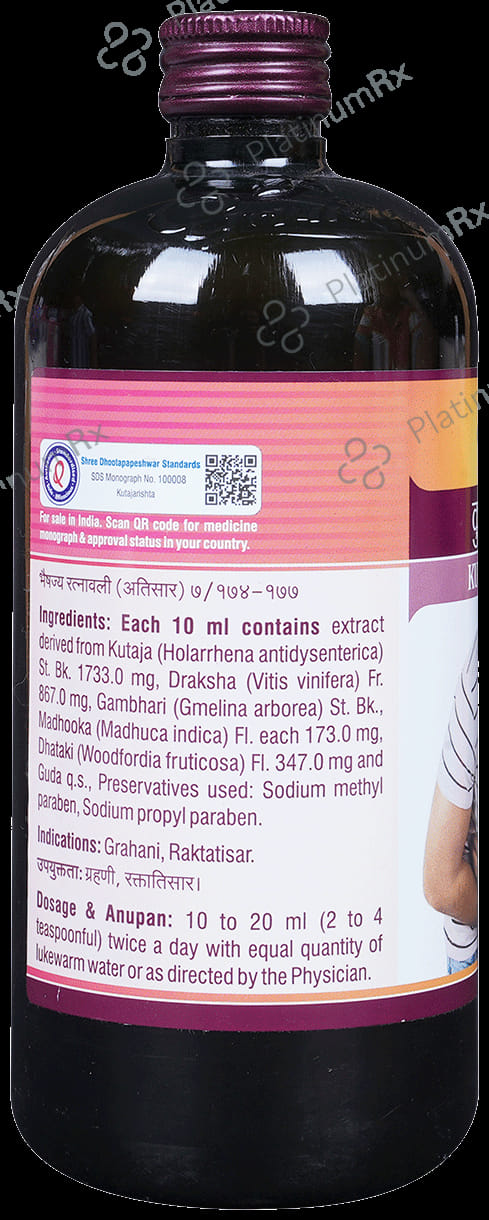 PlatinumRx
PlatinumRx
PlatinumRx
PlatinumRx
Shree Dhootapapeshwar Standards
SDS Monograph No. 100008
Kutajarishta
For sale in India. Scan QR code for medicine
monograph & approval status in your country.
भैषज्य रत्नावली (अतिसार) ७/१७४-१७७
Ingredients: Each 10 ml contains extract
derived from Kutaja (Holarrhena antidysenterica)
St. Bk. 1733.0 mg, Draksha (Vitis vinifera) Fr.
867.0 mg, Gambhari (Gmelina arborea) St. Bk.,
Madhooka (Madhuca indica) Fl. each 173.0 mg,
Dhataki (Woodfordia fruticosa) Fl. 347.0 mg and
Guda q.s., Preservatives used: Sodium methyl
paraben, Sodium propyl paraben.
Indications: Grahani, Raktatisar.
उपयुक्तता: ग्रहणी, रक्तातिसार।
Dosage & Anupan: 10 to 20 ml (2 to 4
teaspoonful) twice a day with equal quantity of
lukewarm water or as directed by the Physician.